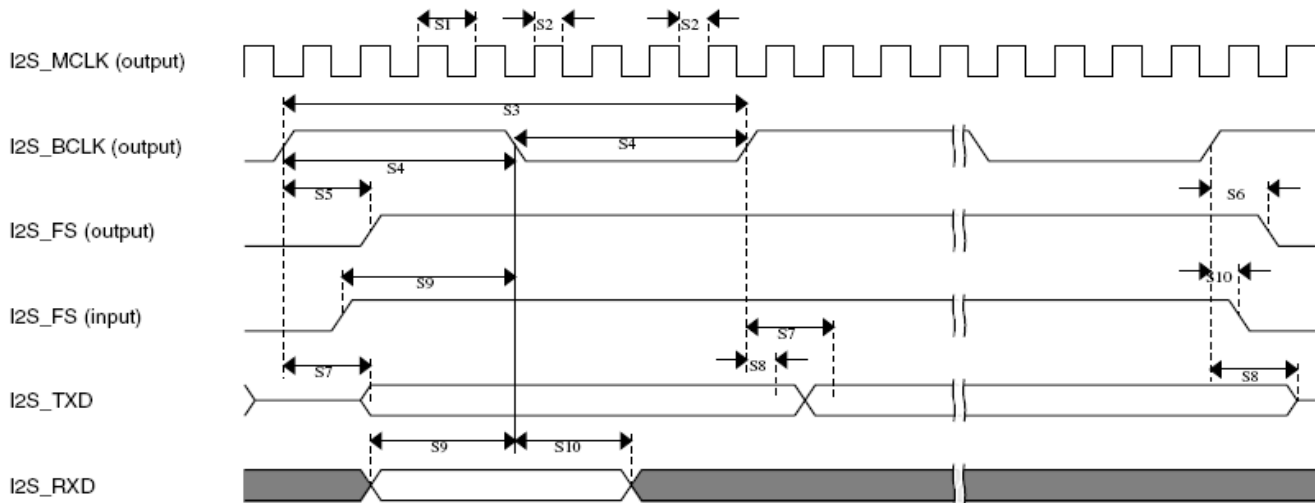 S1 S2 S2
I2S_MCLK (output)
S3
I2S_BCLK (output)
S4
S4
S5 S6
I2S_FS (output)
S9 S10
I2S_FS (input)
S7
S7 S8 S8
I2S_TXD
S9 S10
I2S_RXD